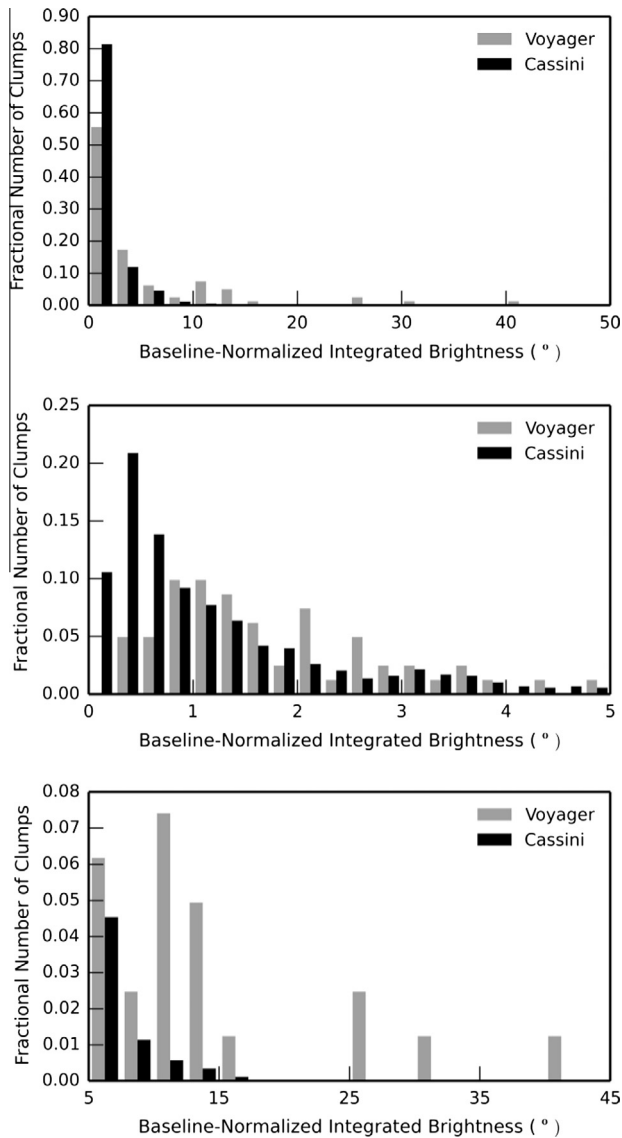 0.90
0.80
0.70
0.60
0.50
0.40
0.30
0.20
0.10
0.00
Fractional Number of Clumps
Voyager
Cassini
0 10 20 30 40 50
Baseline-Normalized Integrated Brightness ( º )
0.25
0.20
0.15
0.10
0.05
0.00
Fractional Number of Clumps
Voyager
Cassini
0 1 2 3 4 5
Baseline-Normalized Integrated Brightness ( º )
0.08
0.07
0.06
0.05
0.04
0.03
0.02
0.01
0.00
Fractional Number of Clumps
Voyager
Cassini
5 15 25 35 45
Baseline-Normalized Integrated Brightness ( º )